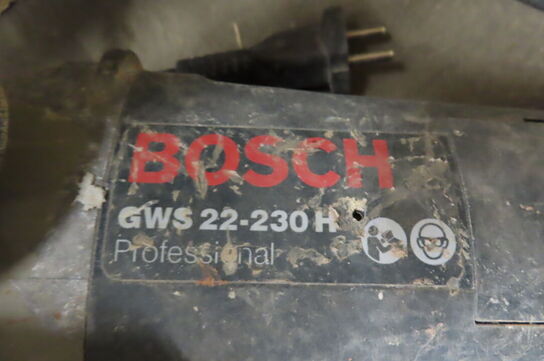 BOSCH
GWS 22-230 H
Professional